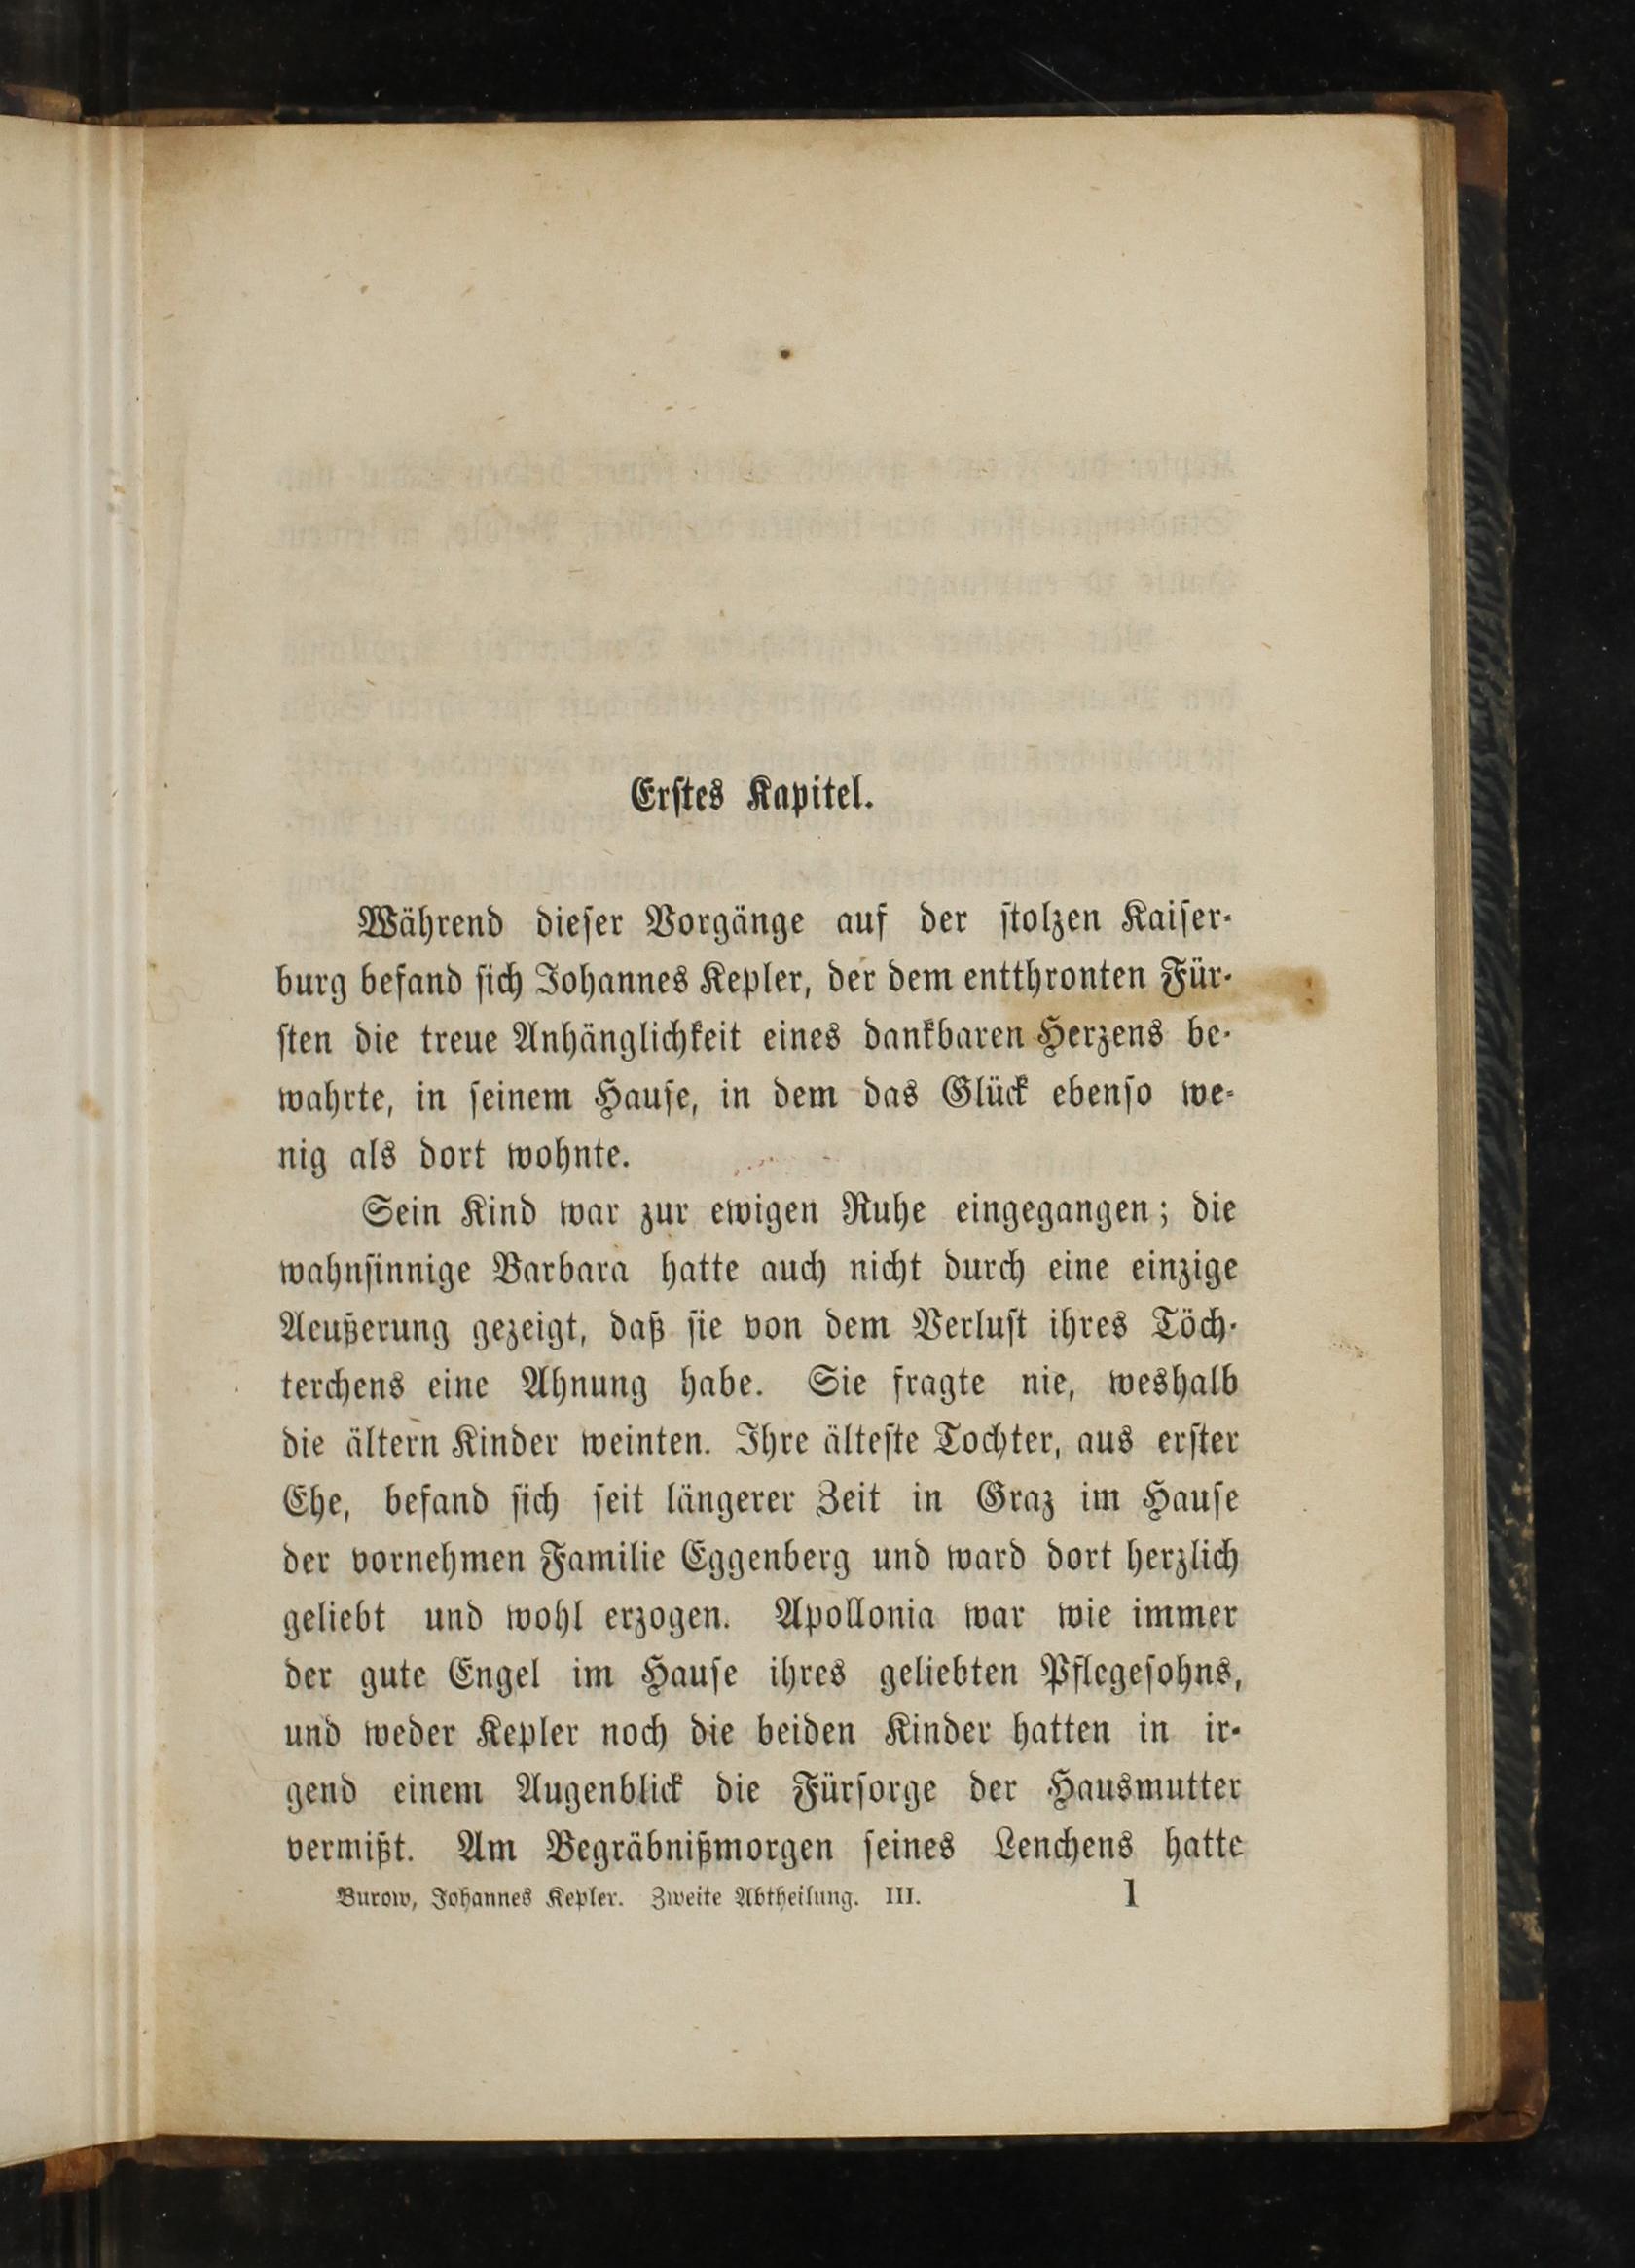 Erstes Kapitel.
Während dieser Vorgänge auf der stolzen Kaiser-
burg befand sich Johannes Kepler, der dem entthronten Für-
sten die treue Anhänglichkeit eines dankbaren Herzens be-
wahrte, in seinem Hause, in dem das Glück ebenso we-
nig als dort wohnte.
Sein Kind war zur ewigen Ruhe eingegangen; die
wahnsinnige Barbara hatte auch nicht durch eine einzige
Aeußerung gezeigt, daß sie von dem Verlust ihres Töch-
terchens eine Ahnung habe. Sie fragte nie, weshalb
die ältern Kinder weinten. Ihre älteste Tochter, aus erster
Ehe, befand sich seit längerer Zeit in Graz im Hause
der vornehmen Familie Eggenberg und ward dort herzlich
geliebt und wohl erzogen. Apollonia war wie immer
der gute Engel im Hause ihres geliebten Pflegesohns,
und weder Kepler noch die beiden Kinder hatten in ir-
gend einem Augenblick die Fürsorge der Hausmutter
vermißt. Am Begräbnißmorgen seines Lenchens hatte
Burow, Johannes Kepler. Zweite Abtheilung. III. 1